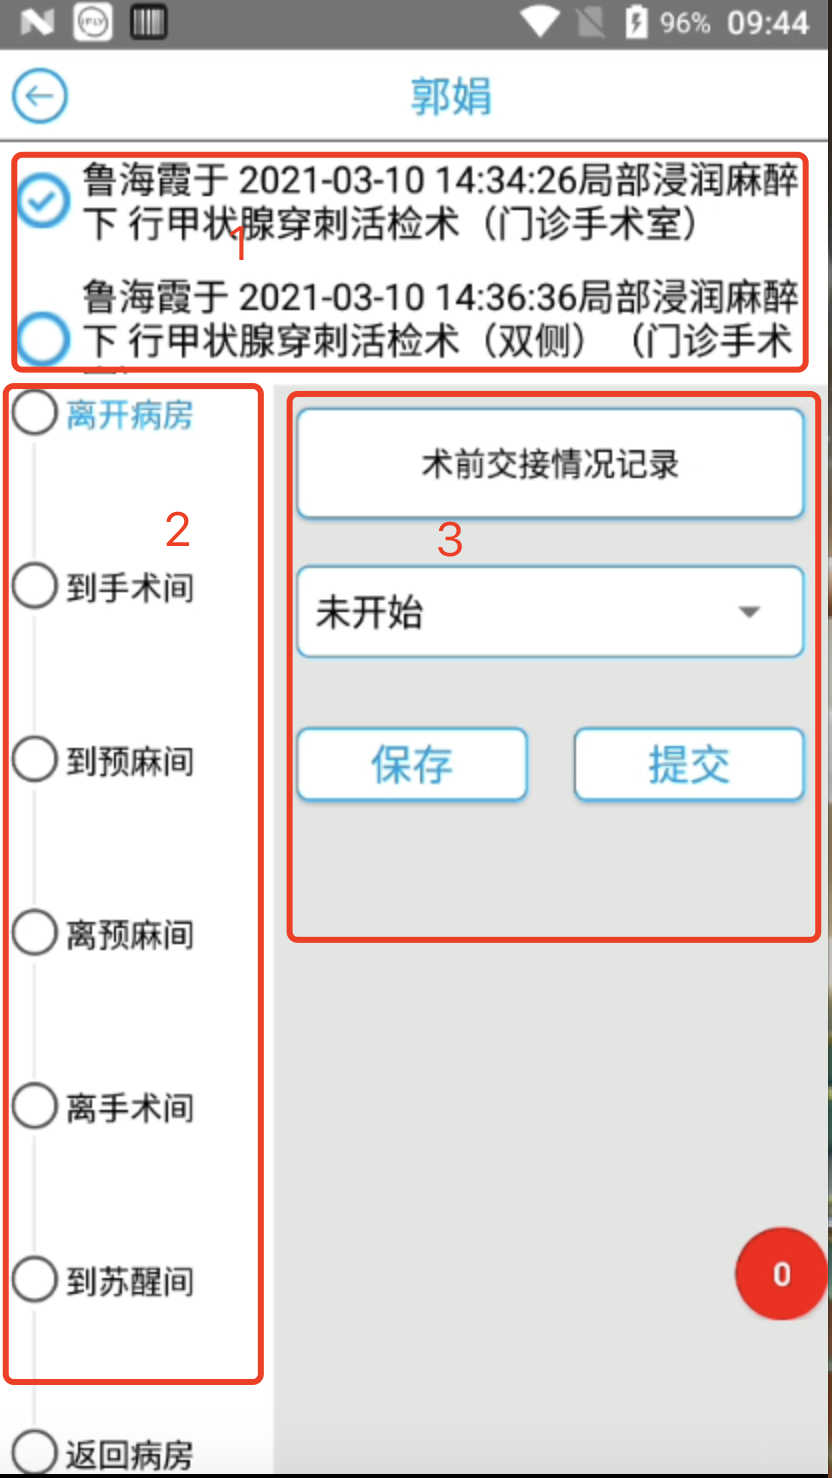 iFLY
96% 09:44
郭娟
鲁海霞于 2021-03-10 14:34:26局部浸润麻醉
下 行甲状腺穿刺活检术（门诊手术室）
1
鲁海霞于 2021-03-10 14:36:36局部浸润麻醉
下 行甲状腺穿刺活检术（双侧）（门诊手术
离开病房
术前交接情况记录
2
3
到手术间
未开始
到预麻间
保存
提交
离预麻间
离手术间
到苏醒间
0
返回病房